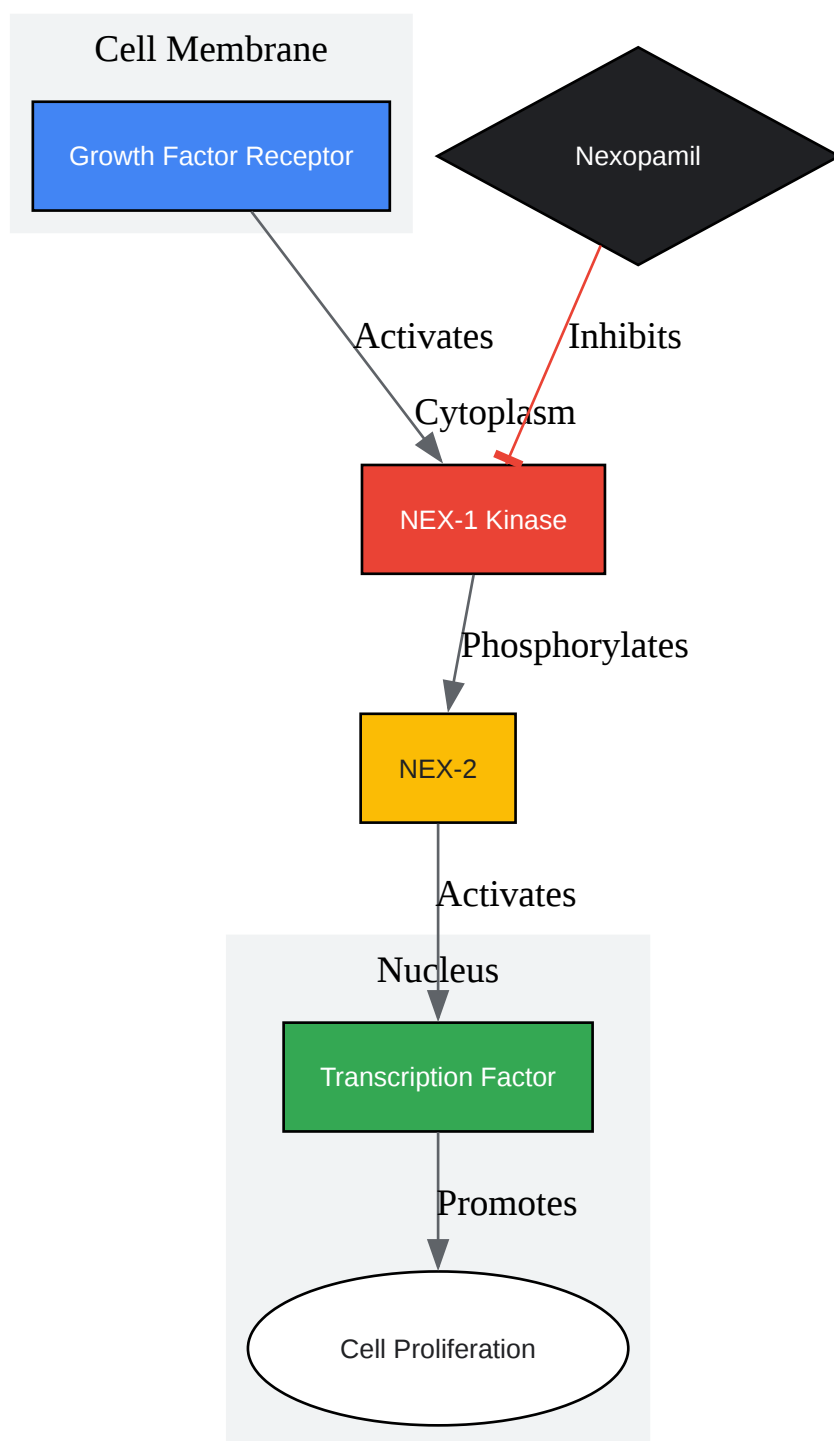 Cell Membrane
Growth Factor Receptor
Nexopamil
Activates
Inhibits
Cytoplasm
NEX-1 Kinase
Phosphorylates
NEX-2
Activates
Nucleus
Transcription Factor
Promotes
Cell Proliferation